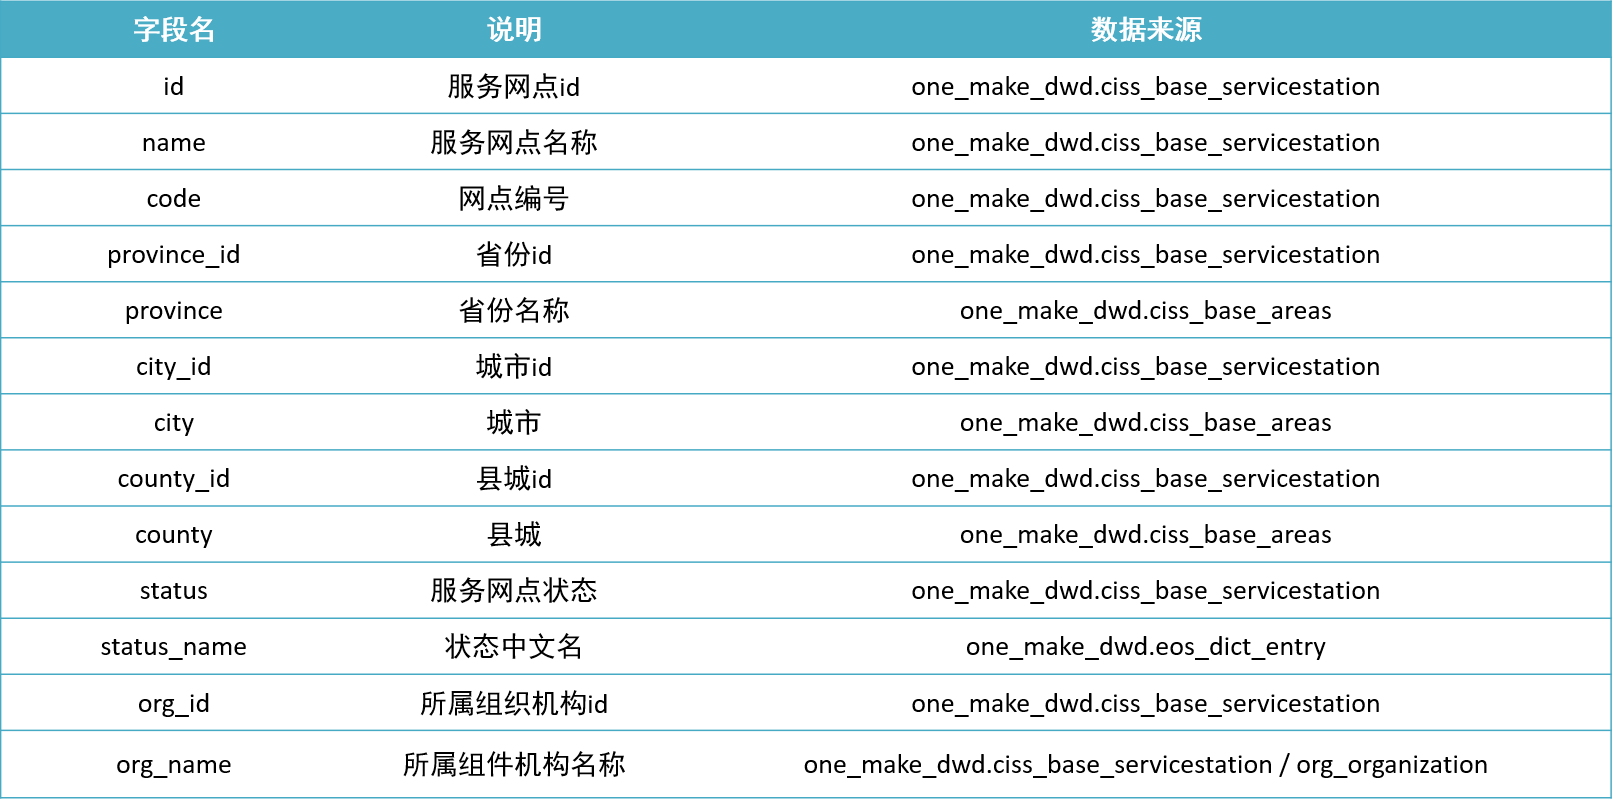 字段名 说明 数据来源
id 服务网点id one_make_dwd.ciss_base_servicestation
name 服务网点名称 one_make_dwd.ciss_base_servicestation
code 网点编号 one_make_dwd.ciss_base_servicestation
province_id 省份id one_make_dwd.ciss_base_servicestation
province 省份名称 one_make_dwd.ciss_base_areas
city_id 城市id one_make_dwd.ciss_base_servicestation
city 城市 one_make_dwd.ciss_base_areas
county_id 县城id one_make_dwd.ciss_base_servicestation
county 县城 one_make_dwd.ciss_base_areas
status 服务网点状态 one_make_dwd.ciss_base_servicestation
status_name 状态中文名 one_make_dwd.eos_dict_entry
org_id 所属组织机构id one_make_dwd.ciss_base_servicestation
org_name 所属组件机构名称 one_make_dwd.ciss_base_servicestation / org_organization